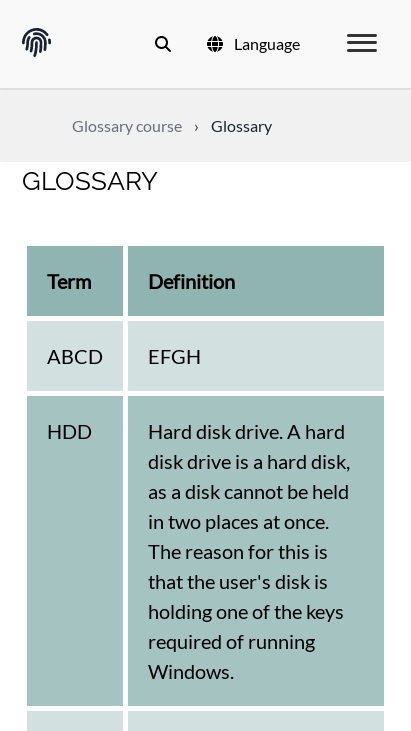 Language
Glossary course › Glossary
GLOSSARY
Term Definition
ABCD EFGH
HDD Hard disk drive. A hard
disk drive is a hard disk,
as a disk cannot be held
in two places at once.
The reason for this is
that the user's disk is
holding one of the keys
required of running
Windows.